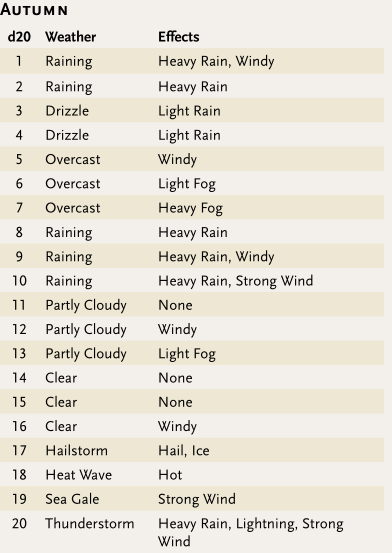 AUTUMN
d20 Weather Effects
1 Raining Heavy Rain, Windy
2 Raining Heavy Rain
3 Drizzle Light Rain
4 Drizzle Light Rain
5 Overcast Windy
6 Overcast Light Fog
7 Overcast Heavy Fog
8 Raining Heavy Rain
9 Raining Heavy Rain, Windy
10 Raining Heavy Rain, Strong Wind
11 Partly Cloudy None
12 Partly Cloudy Windy
13 Partly Cloudy Light Fog
14 Clear None
15 Clear None
16 Clear Windy
17 Hailstorm Hail, Ice
18 Heat Wave Hot
19 Sea Gale Strong Wind
20 Thunderstorm Heavy Rain, Lightning, Strong
Wind